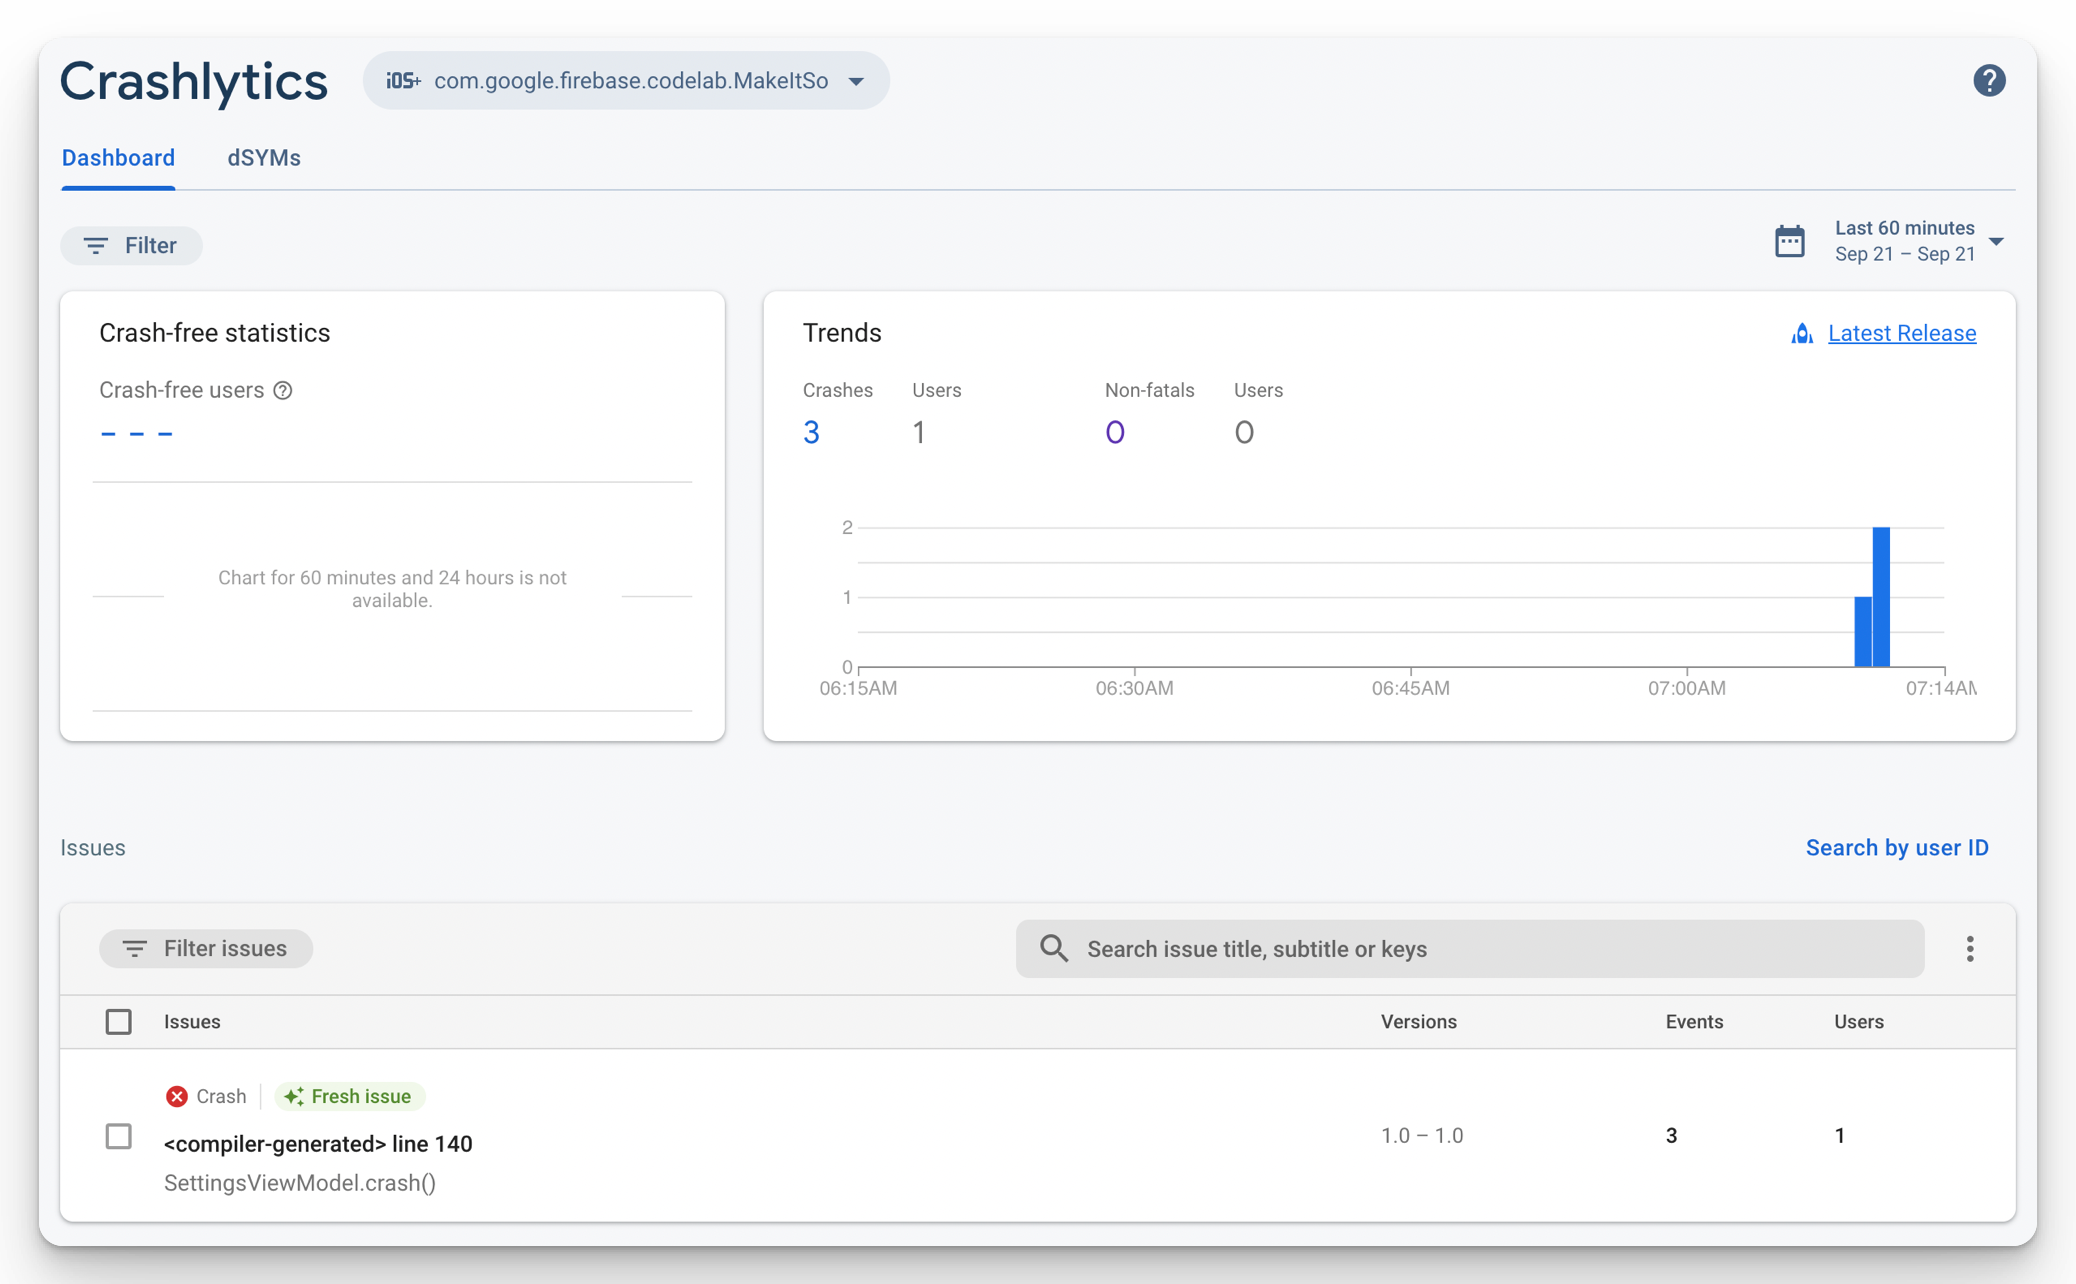 Crashlytics
iOS+ com.google.firebase.codelab.MakeItSo
Dashboard
dSYMs
Filter
Last 60 minutes
Sep 21 – Sep 21
Crash-free statistics
Crash-free users
– – –
Chart for 60 minutes and 24 hours is not
available.
Trends
Latest Release
Crashes Users Non-fatals Users
3 1 0 0
2
1
0
06:15AM 06:30AM 06:45AM 07:00AM 07:14AM
Issues
Search by user ID
Filter issues
Search issue title, subtitle or keys
Issues Versions Events Users
Crash Fresh issue
<compiler-generated> line 140
1.0 – 1.0 3 1
SettingsViewModel.crash()